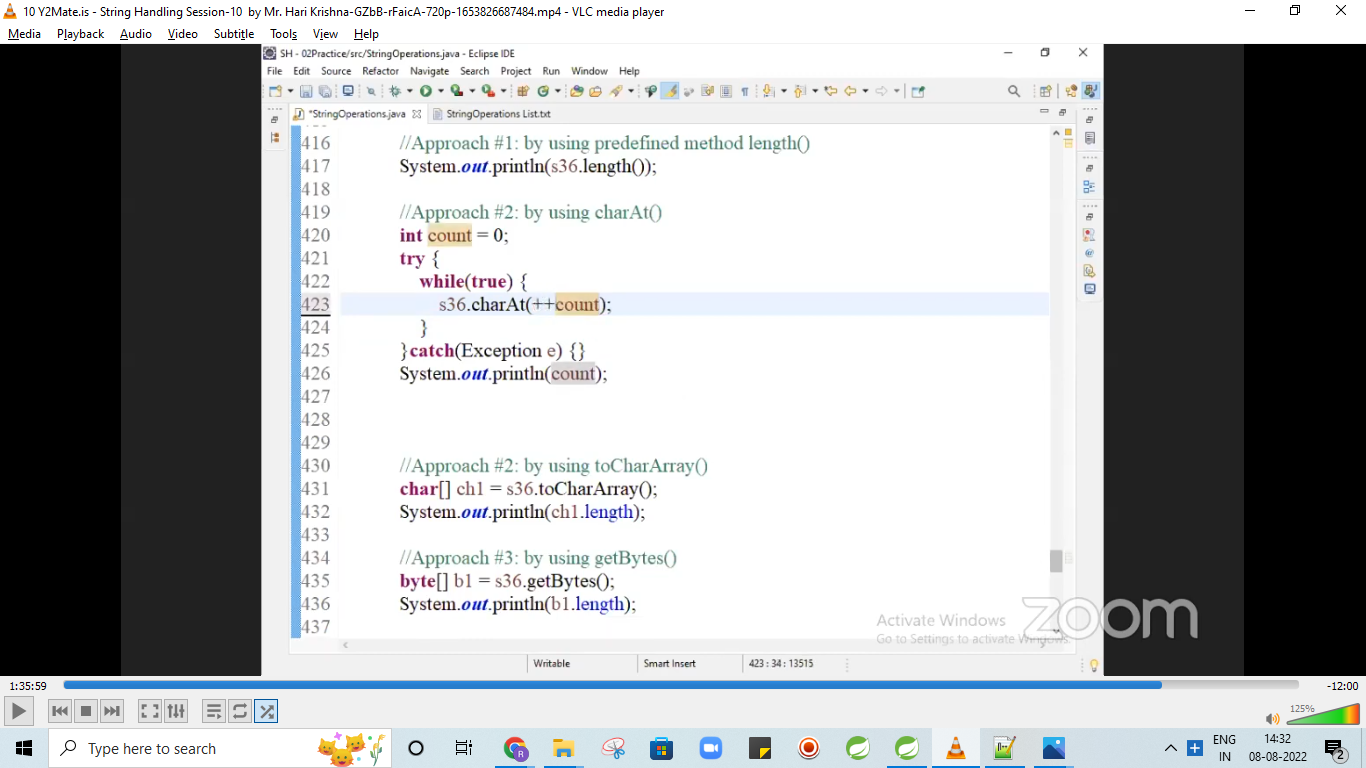 10 Y2Mate.is - String Handling Session-10  by Mr. Hari Krishna-GZbB-rFaicA-720p-1653826687484.mp4 - VLC media player
Media Playback Audio Video Subtitle Tools View Help
SH - 02Practice/src/StringOperations.java - Eclipse IDE
File Edit Source Refactor Navigate Search Project Run Window Help
*StringOperations.java StringOperations List.txt
416 //Approach #1: by using predefined method length()
417 System.out.println(s36.length());
418
419 //Approach #2: by using charAt()
420 int count = 0;
421 try {
422 while(true) {
423 s36.charAt(++count);
424 }
425 }catch(Exception e) {}
426 System.out.println(count);
427
428
429
430 //Approach #2: by using toCharArray()
431 char[] ch1 = s36.toCharArray();
432 System.out.println(ch1.length);
433
434 //Approach #3: by using getBytes()
435 byte[] b1 = s36.getBytes();
436 System.out.println(b1.length);
437
Activate Windows
Go to Settings to activate Windows.
zoom
Writable Smart Insert 423 : 34 : 13515
1:35:59 -12:00
125%
Type here to search
ENG
IN
14:32
08-08-2022
2